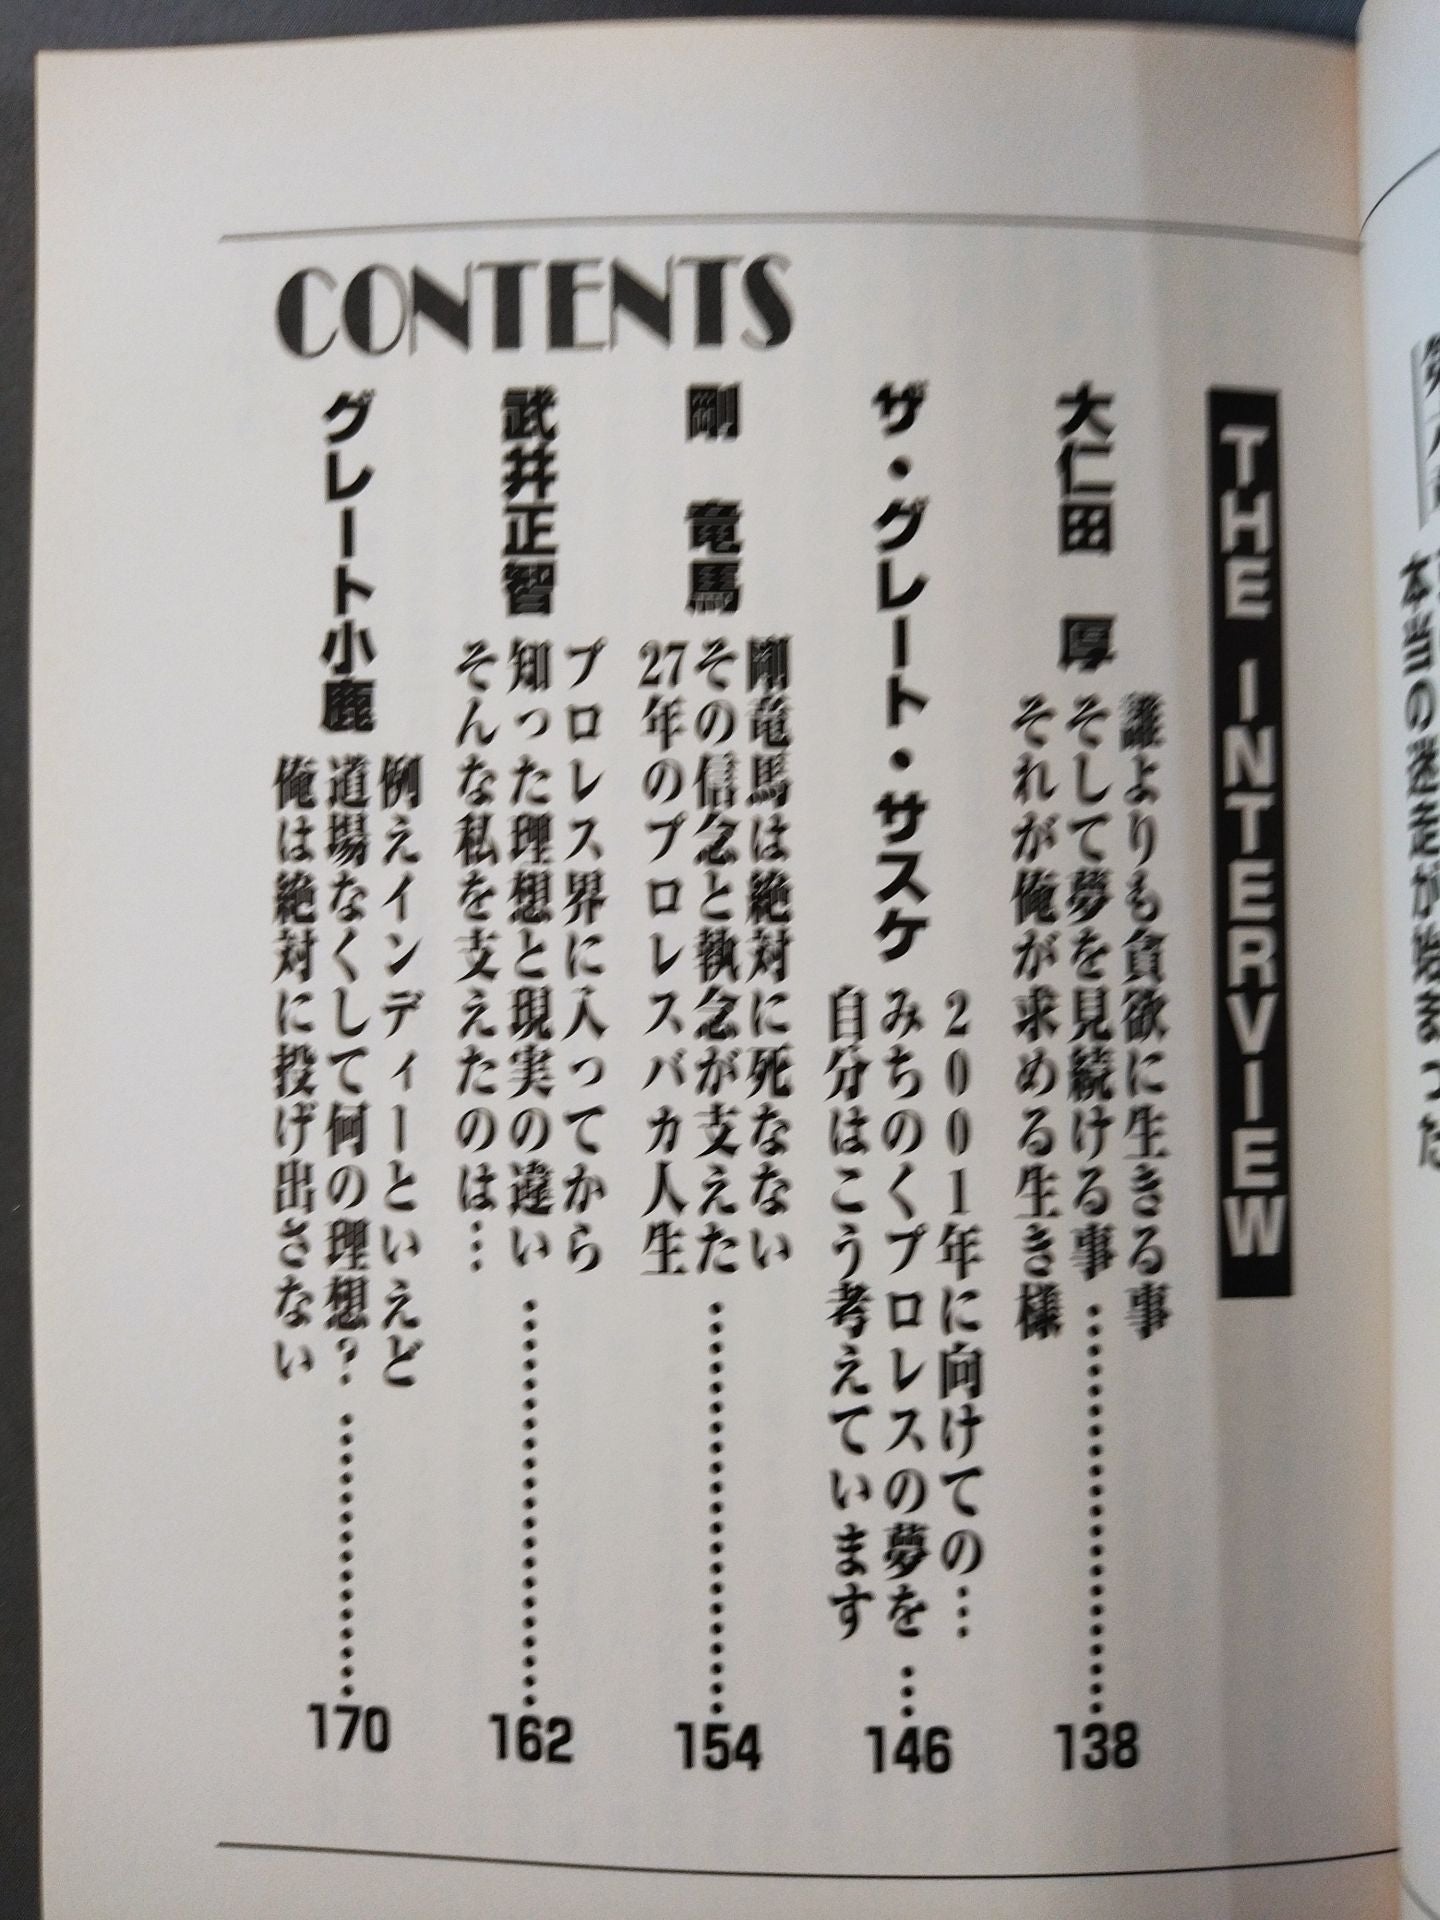 CONTENTS
THE INTERVIEW
大仁田 厚
誰よりも貪欲に生きる事
そして夢を見続ける事…………………138
それが俺が求める生き様
ザ・グレート・サスケ
2001年に向けての…
みちのくプロレスの夢を…146
自分はこう考えています
剛 竜馬
剛竜馬は絶対に死なない
その信念と執念が支えた…………………154
27年のプロレスバカ人生
武井正智
プロレス界に入ってから
知った理想と現実の違い…………………162
そんな私を支えたのは…
グレート小鹿
例えインディーといえど
道場なくして何の理想?……………170
俺は絶対に投げ出さない
本当の迷走が始まった